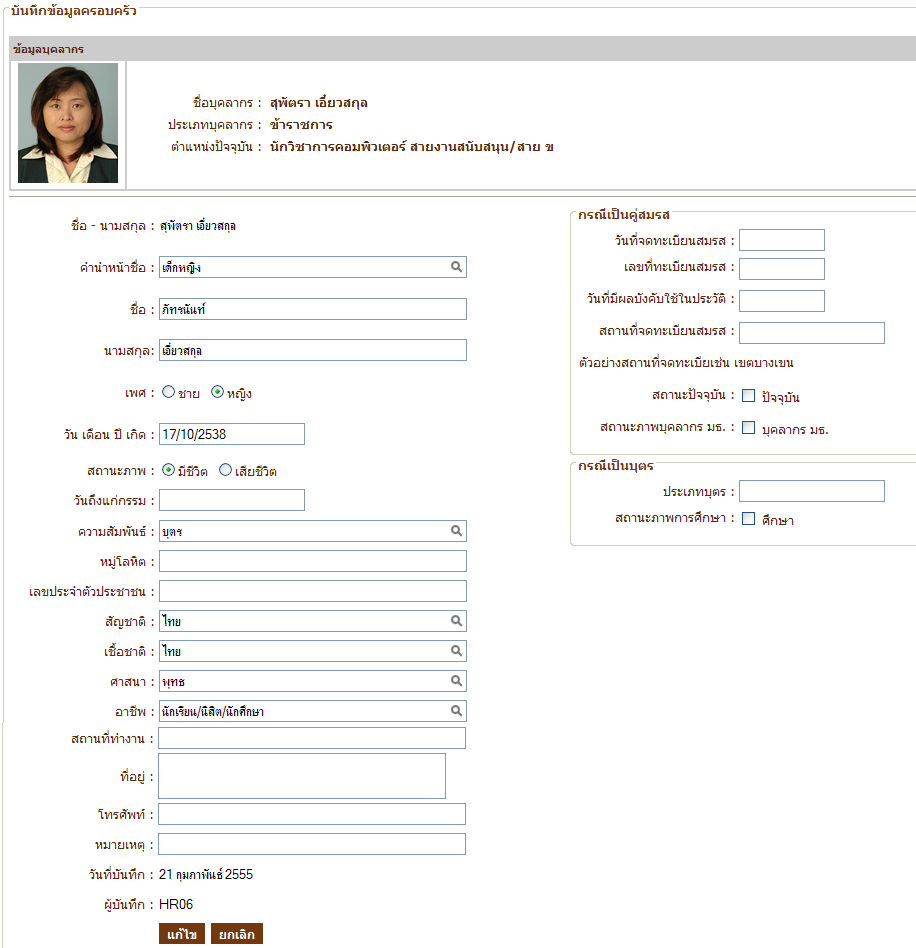 บันทึกข้อมูลครอบครัว
ข้อมูลบุคลากร
ชื่อบุคลากร : สุพัตรา เอี่ยวสกุล
ประเภทบุคลากร : ข้าราชการ
ตำแหน่งปัจจุบัน : นักวิชาการคอมพิวเตอร์ สายงานสนับสนุน/สาย ข
ชื่อ - นามสกุล : สุพัตรา เอี่ยวสกุล
คำนำหน้าชื่อ : เด็กหญิง
ชื่อ : ภัทรนันท์
นามสกุล: เอี่ยวสกุล
เพศ : ชาย หญิง
วัน เดือน ปี เกิด : 17/10/2538
สถานะภาพ : มีชีวิต เสียชีวิต
วันถึงแก่กรรม :
ความสัมพันธ์ : บุตร
หมู่โลหิต :
เลขประจำตัวประชาชน :
สัญชาติ : ไทย
เชื้อชาติ : ไทย
ศาสนา : พุทธ
อาชีพ : นักเรียน/นิสิต/นักศึกษา
สถานที่ทำงาน :
ที่อยู่ :
โทรศัพท์ :
หมายเหตุ :
วันที่บันทึก : 21 กุมภาพันธ์ 2555
ผู้บันทึก : HR06
แก้ไข ยกเลิก
กรณีเป็นคู่สมรส
วันที่จดทะเบียนสมรส :
เลขที่ทะเบียนสมรส :
วันที่มีผลบังคับใช้ในประวัติ :
สถานที่จดทะเบียนสมรส :
ตัวอย่างสถานที่จดทะเบียเช่น เขตบางเขน
สถานะปัจจุบัน : ปัจจุบัน
สถานะภาพบุคลากร มธ. : บุคลากร มธ.
กรณีเป็นบุตร
ประเภทบุตร :
สถานะภาพการศึกษา : ศึกษา